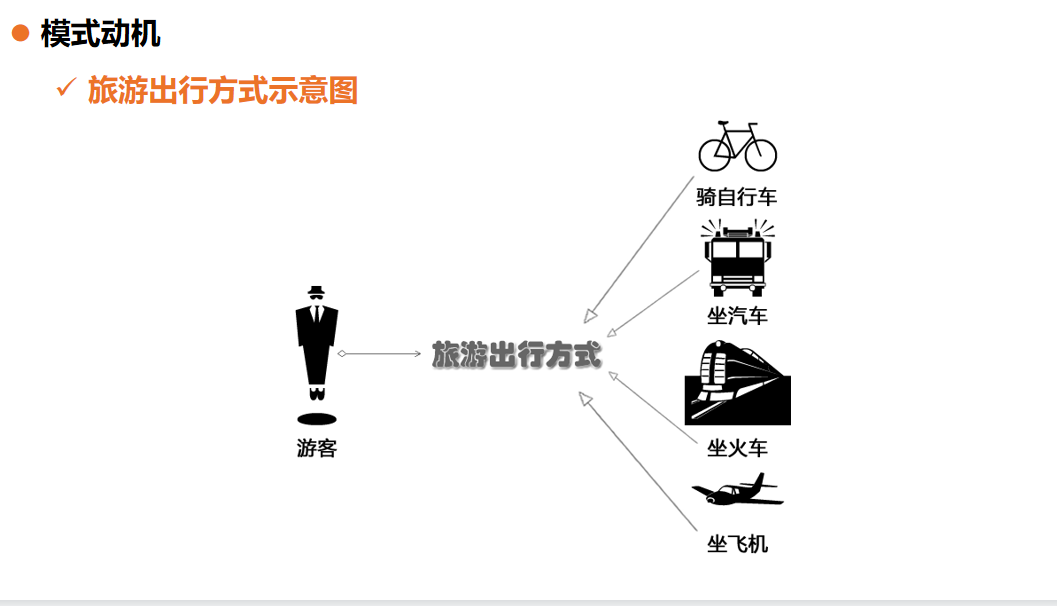 模式动机
旅游出行方式示意图
骑自行车
坐汽车
旅游出行方式
坐火车
游客
坐飞机